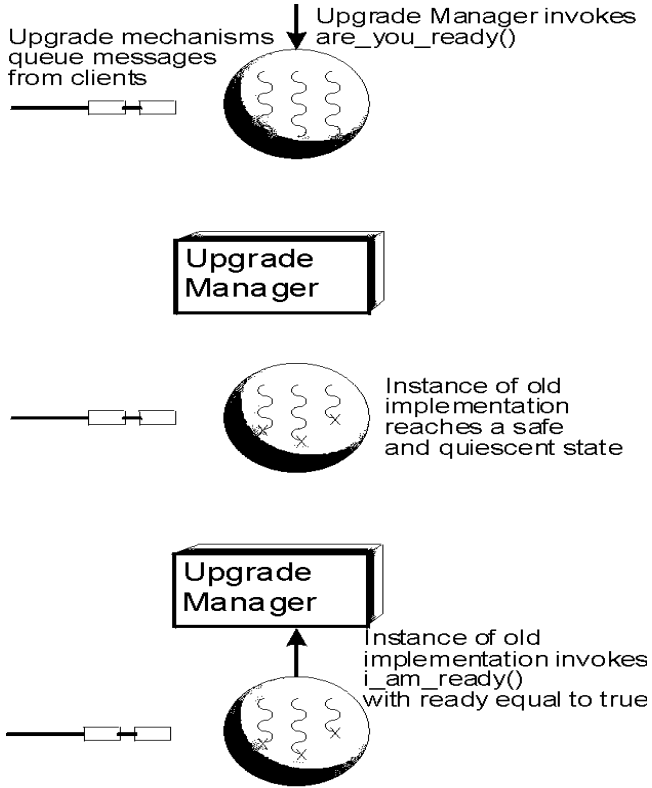 Upgrade Manager invokes
are_you_ready()
Upgrade mechanisms
queue messages
from clients
Upgrade
Manager
Instance of old
implementation
reaches a safe
and quiescent state
Upgrade
Manager
Instance of old
implementation invokes
i_am_ready()
with ready equal to true